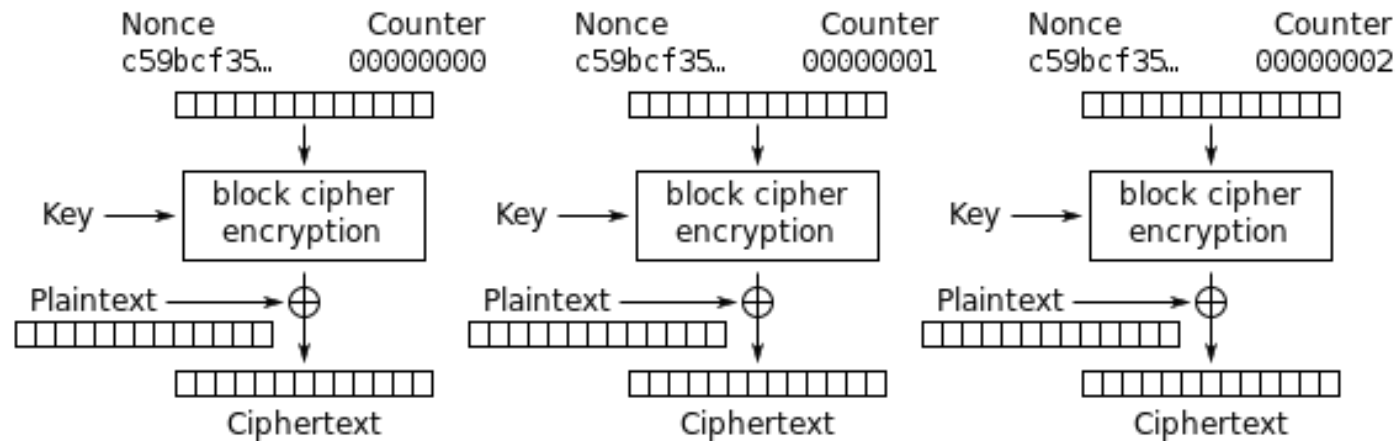 Nonce Counter Nonce Counter Nonce Counter
c59bcf35… 00000000 c59bcf35… 00000001 c59bcf35… 00000002
block cipher block cipher block cipher
Key Key Key
encryption encryption encryption
Plaintext Plaintext Plaintext
Ciphertext Ciphertext Ciphertext